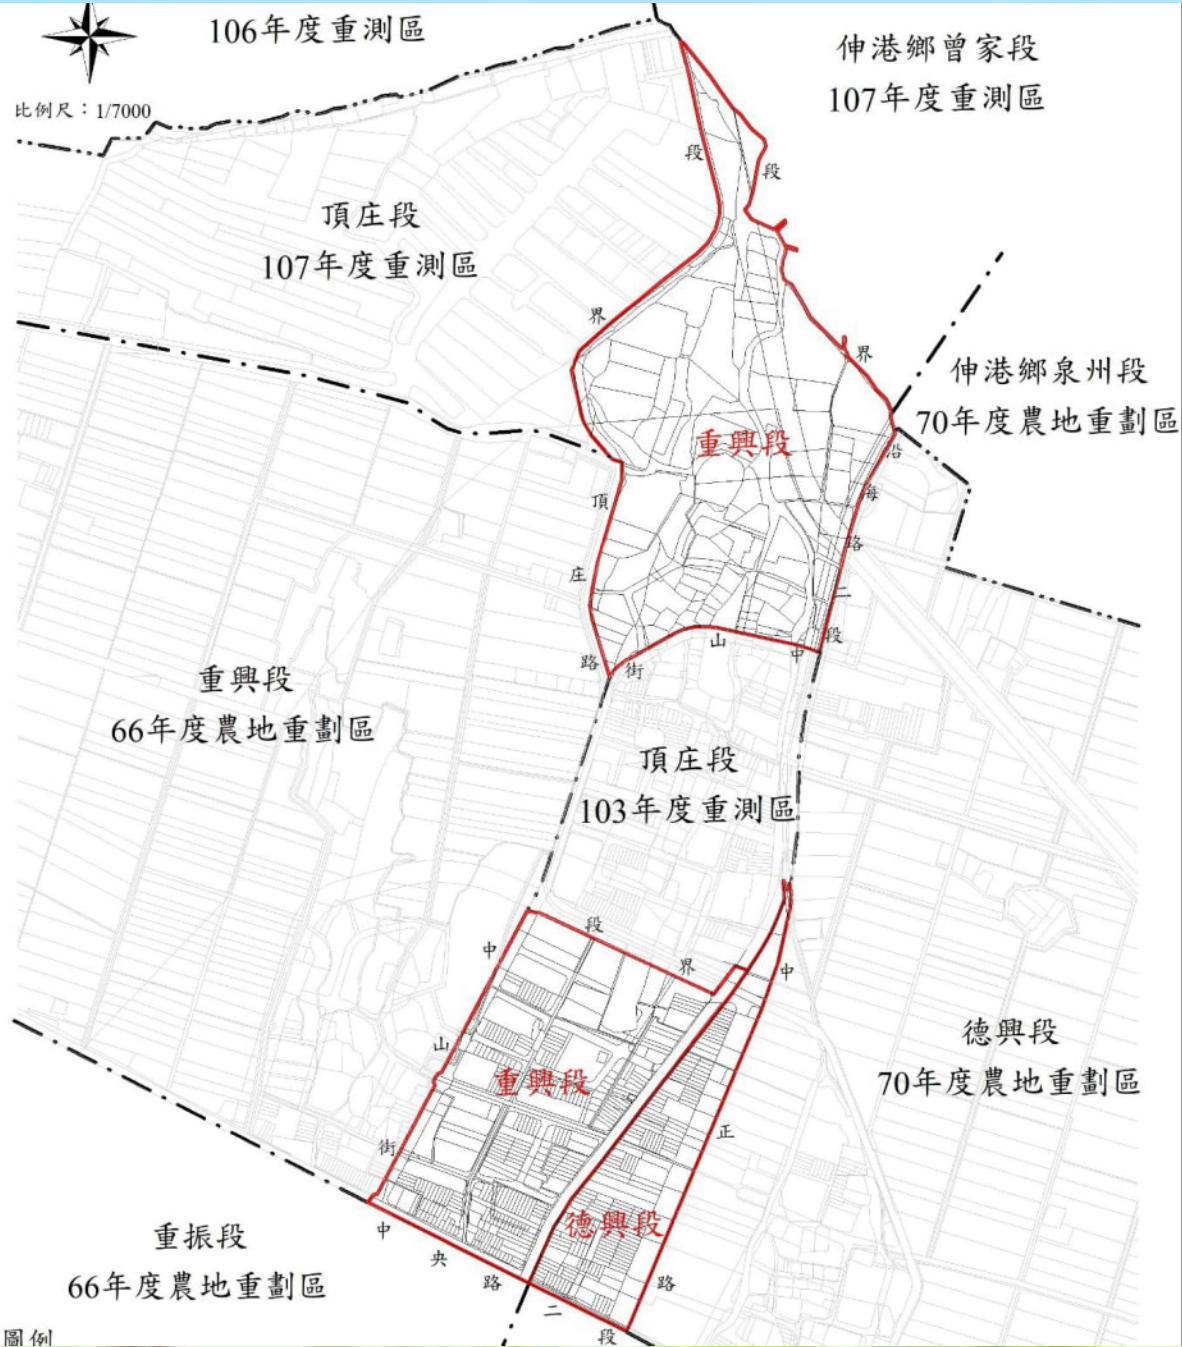 106年度重測區
伸港鄉曾家段
107年度重測區
比例尺：1/7000
段
段
頂庄段
107年度重測區
界
界
伸港鄉泉州段
70年度農地重劃區
重興段
沿海路二段
頂庄路
中山街
重興段
66年度農地重劃區
頂庄段
103年度重測區
段界
中山街
中正路
重興段
德興段
70年度農地重劃區
德興段
中央路二段
重振段
66年度農地重劃區
圖例